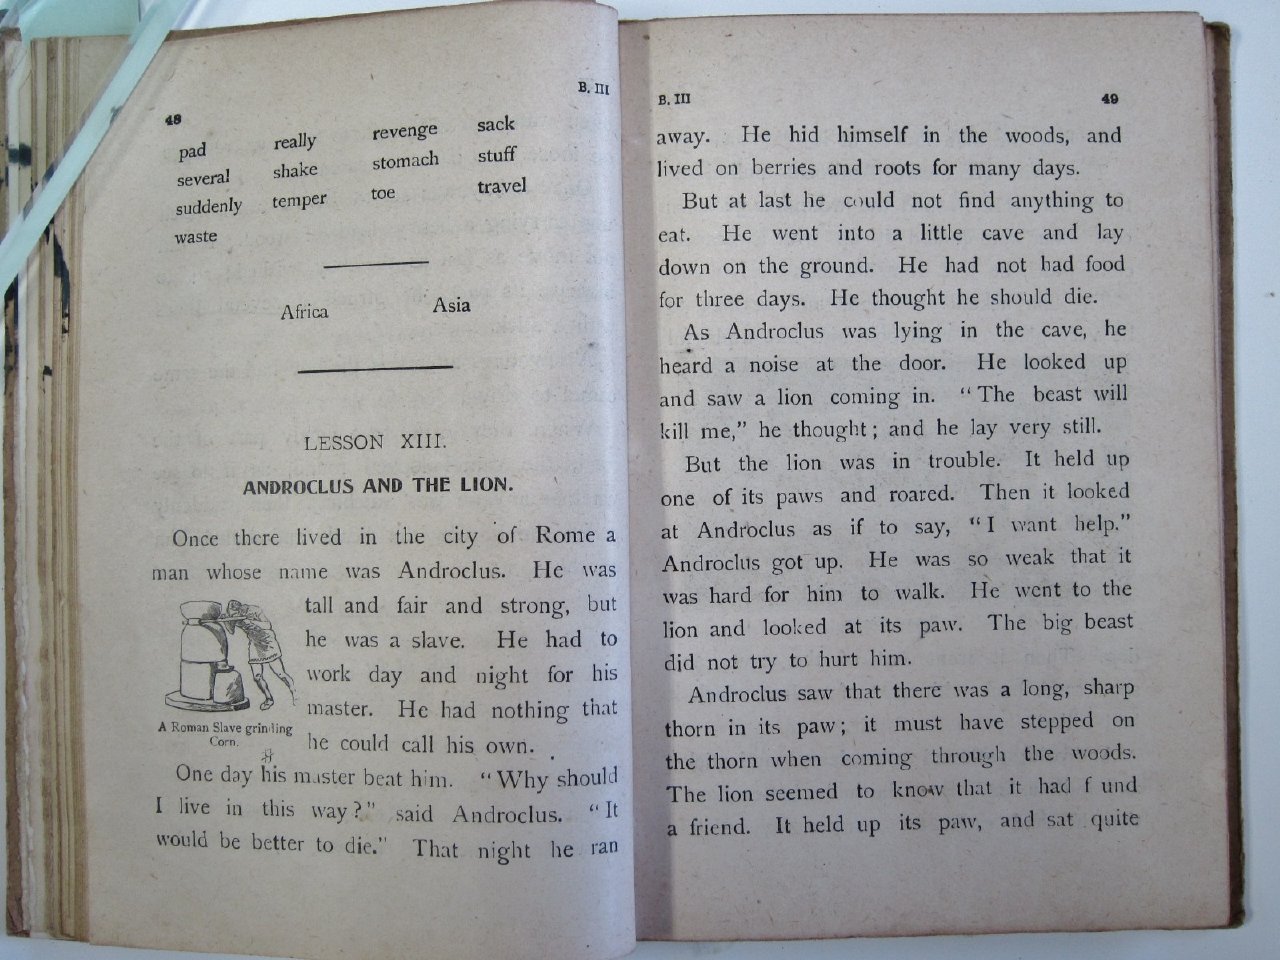 48 B. III
pad really revenge sack
several shake stomach stuff
suddenly temper toe travel
waste
Africa Asia
LESSON XIII.
ANDROCLUS AND THE LION.
Once there lived in the city of Rome a
man whose name was Androclus. He was
tall and fair and strong, but
he was a slave. He had to
work day and night for his
master. He had nothing that
he could call his own.
A Roman Slave grinding
Corn.
One day his master beat him. "Why should
I live in this way?" said Androclus. "It
would be better to die." That night he ran
B. III 49
away. He hid himself in the woods, and
lived on berries and roots for many days.
But at last he could not find anything to
eat. He went into a little cave and lay
down on the ground. He had not had food
for three days. He thought he should die.
As Androclus was lying in the cave, he
heard a noise at the door. He looked up
and saw a lion coming in. "The beast will
kill me," he thought; and he lay very still.
But the lion was in trouble. It held up
one of its paws and roared. Then it looked
at Androclus as if to say, "I want help."
Androclus got up. He was so weak that it
was hard for him to walk. He went to the
lion and looked at its paw. The big beast
did not try to hurt him.
Androclus saw that there was a long, sharp
thorn in its paw; it must have stepped on
the thorn when coming through the woods.
The lion seemed to know that it had f und
a friend. It held up its paw, and sat quite